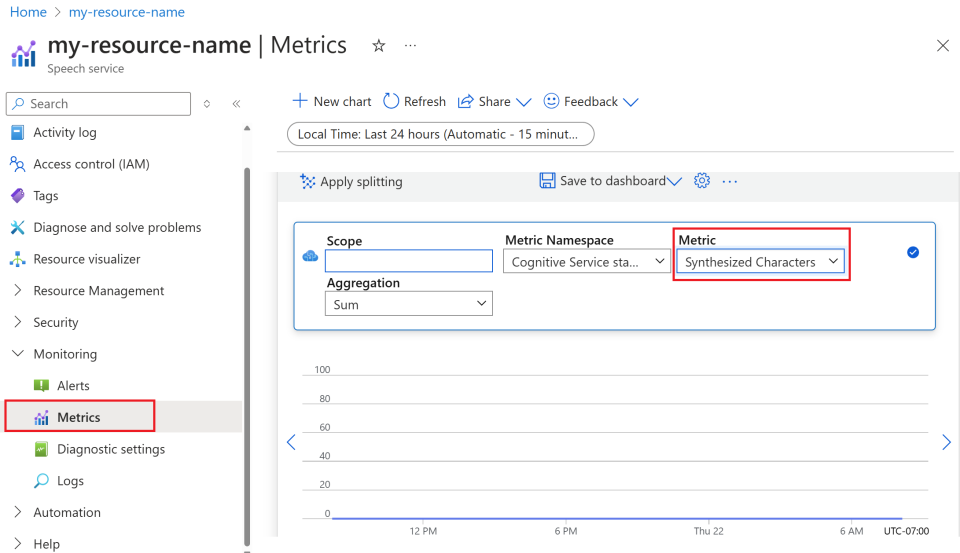 Home > my-resource-name
my-resource-name | Metrics
Speech service
Search
Activity log
Access control (IAM)
Tags
Diagnose and solve problems
Resource visualizer
Resource Management
Security
Monitoring
Alerts
Metrics
Diagnostic settings
Logs
Automation
Help
New chart Refresh Share Feedback
Local Time: Last 24 hours (Automatic - 15 minut...
Apply splitting Save to dashboard
Scope Metric Namespace Metric
Cognitive Service sta... Synthesized Characters
Aggregation
Sum
100
80
60
40
20
0
12 PM 6 PM Thu 22 6 AM UTC-07:00